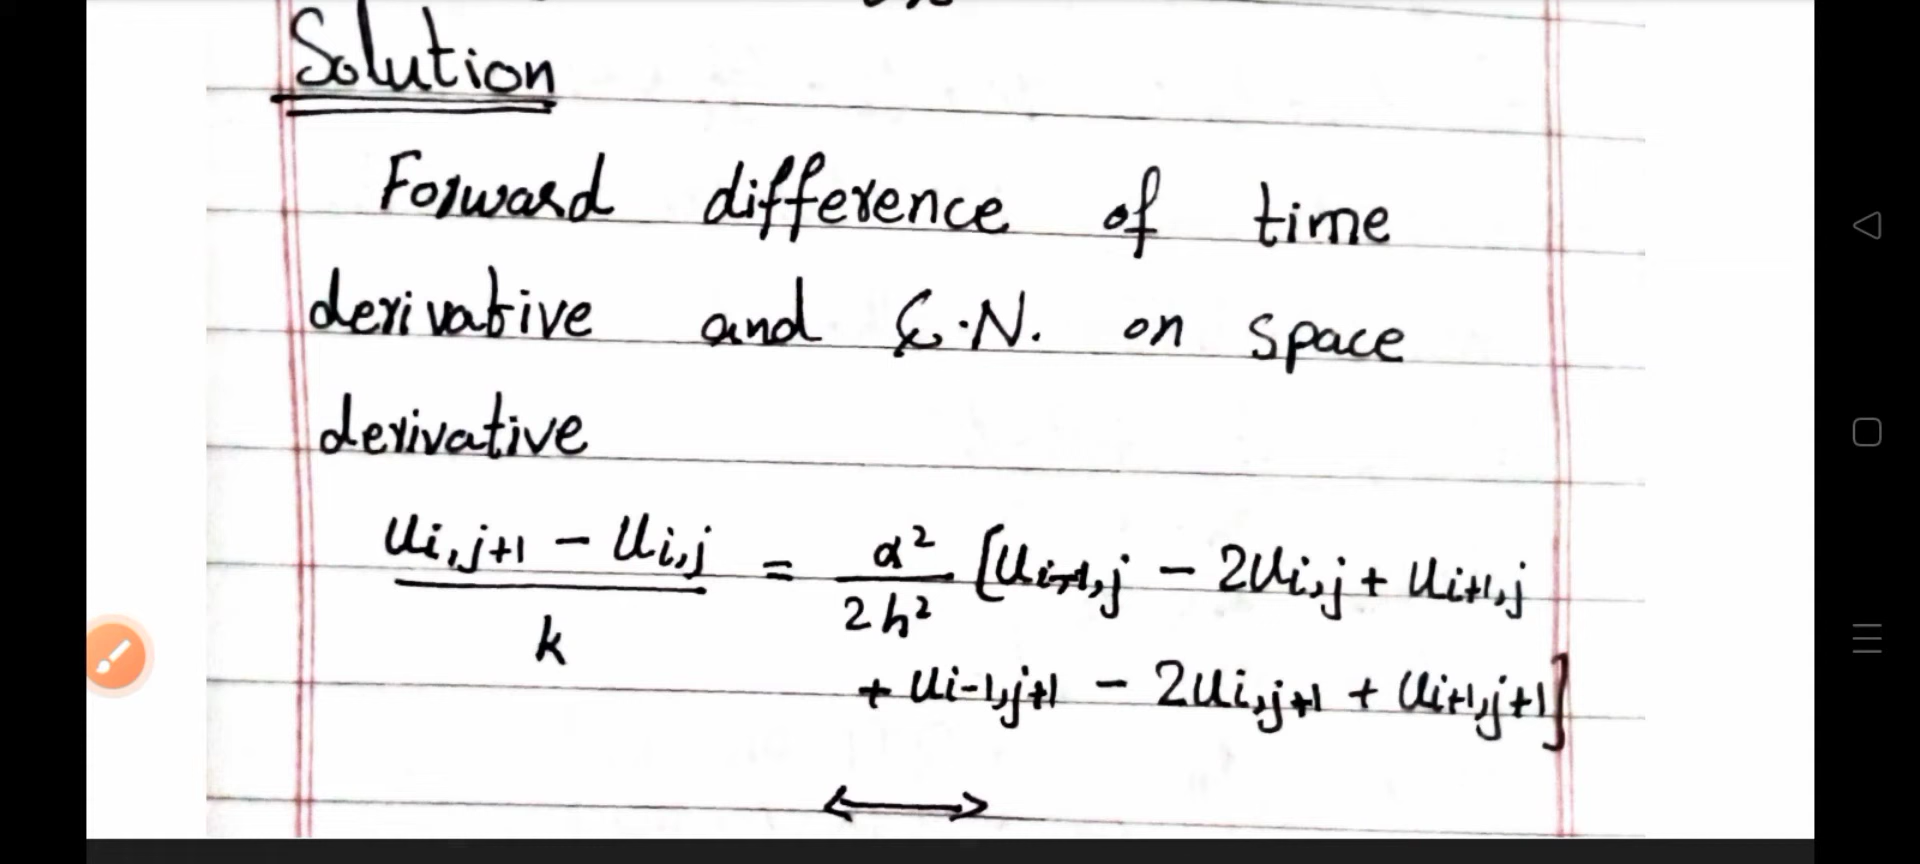 Solution
Forward difference of time
derivative and C.N. on space
derivative
(u_{i,j+1} - u_{i,j}) / k = α² / 2h² [u_{i-1,j} - 2u_{i,j} + u_{i+1,j}
+ u_{i-1,j+1} - 2u_{i,j+1} + u_{i+1,j+1}]